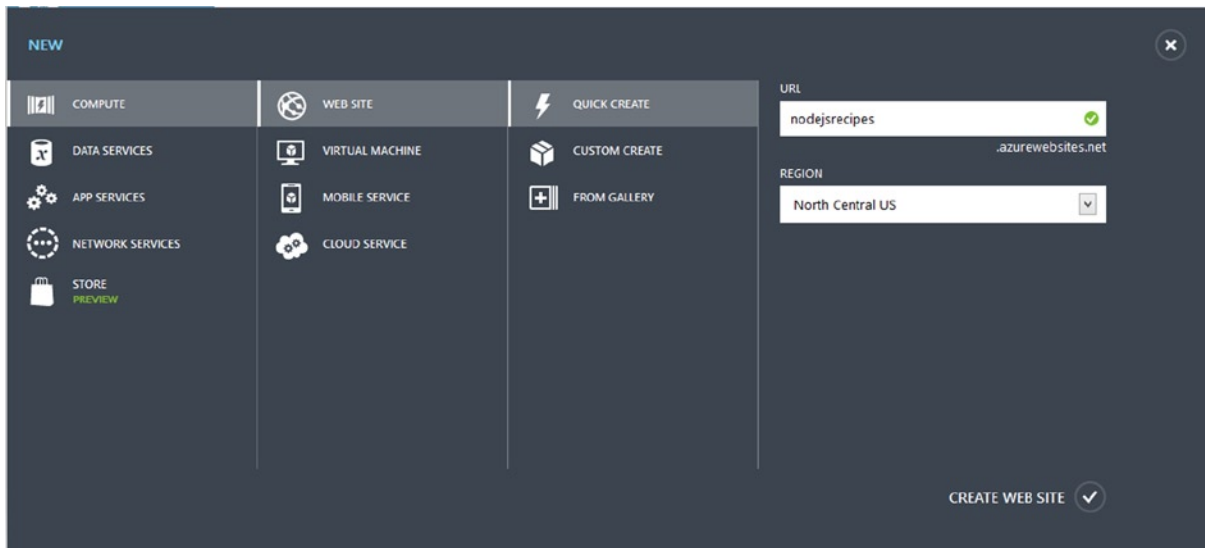 NEW
COMPUTE
DATA SERVICES
APP SERVICES
NETWORK SERVICES
STORE
PREVIEW
WEB SITE
VIRTUAL MACHINE
MOBILE SERVICE
CLOUD SERVICE
QUICK CREATE
CUSTOM CREATE
FROM GALLERY
URL
nodejsrecipes
.azurewebsites.net
REGION
North Central US
CREATE WEB SITE